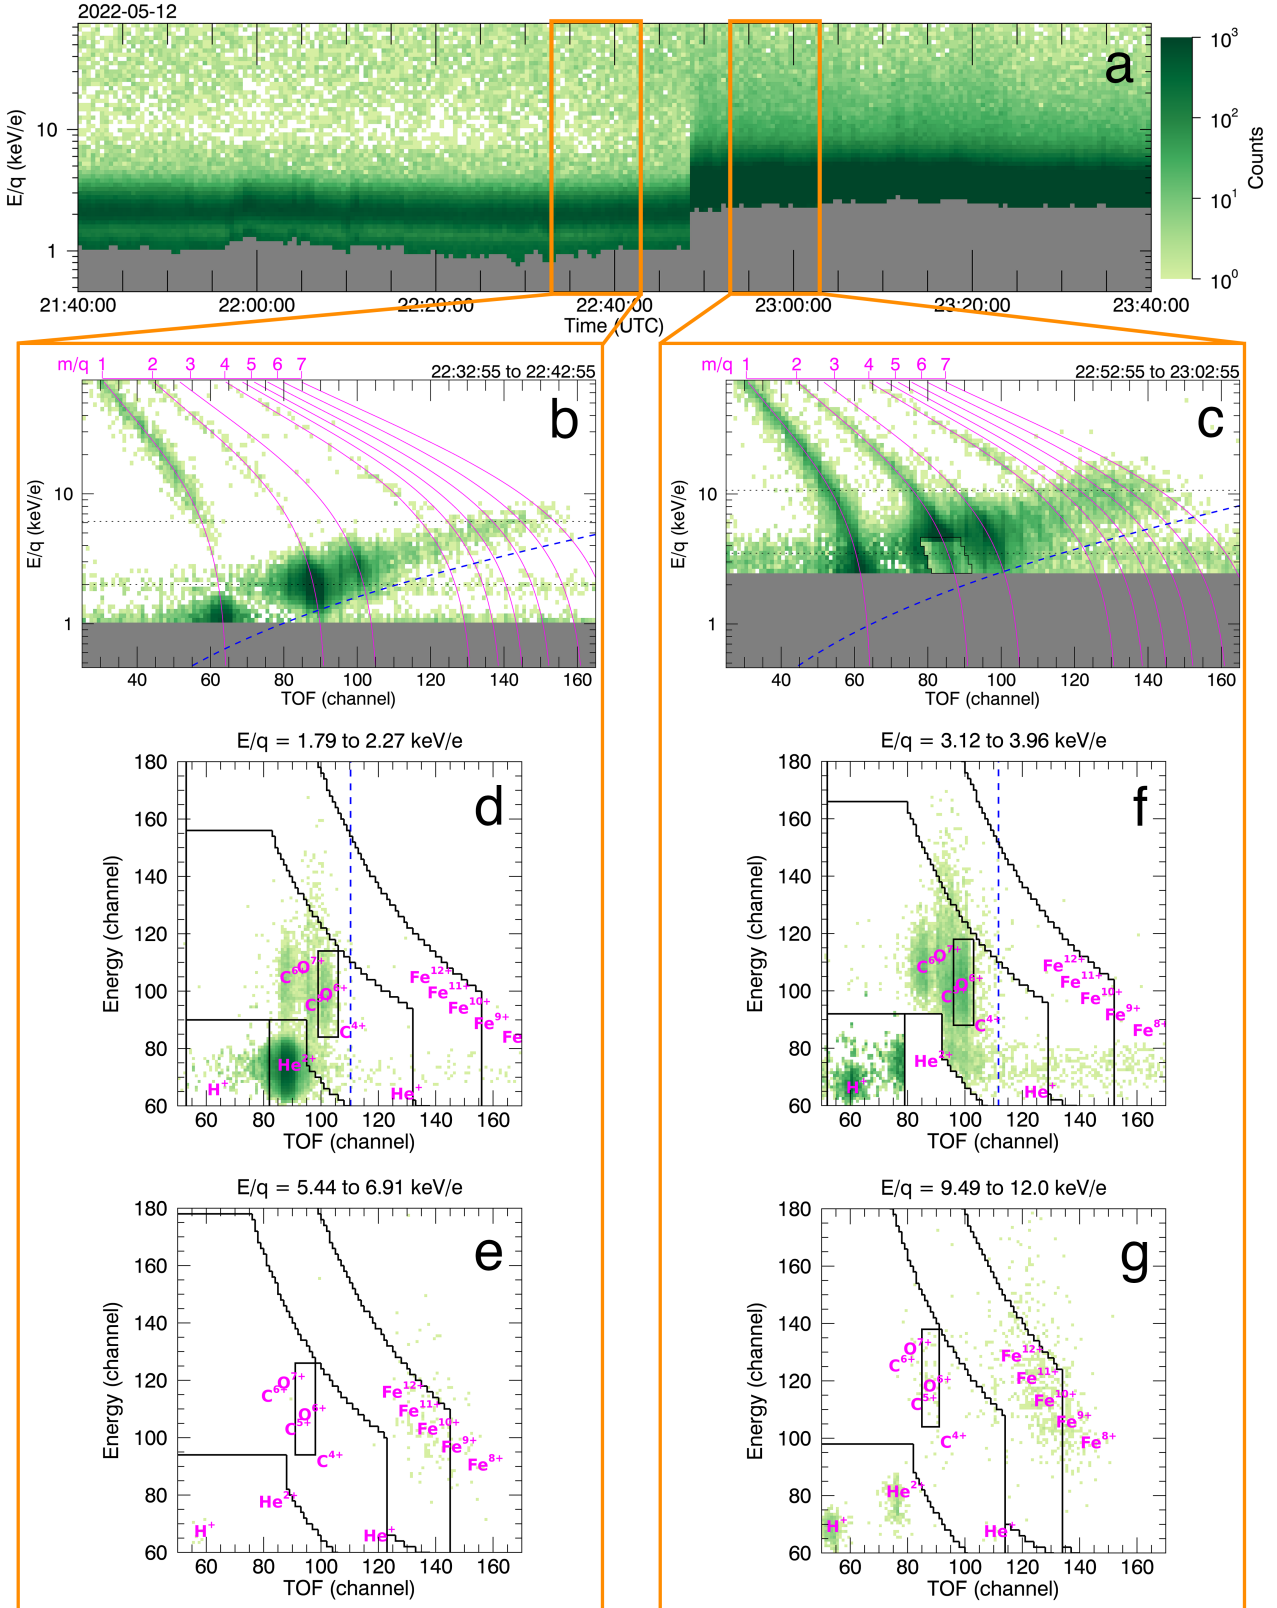 2022-05-12
a
E/q (keV/e)
10
1
21:40:00 22:00:00 22:20:00 22:40:00 23:00:00 23:20:00 23:40:00
Time (UTC)
10³
10²
10¹
10⁰
Counts
m/q 1 2 3 4 5 6 7
22:32:55 to 22:42:55
b
E/q (keV/e)
10
1
40 60 80 100 120 140 160
TOF (channel)
m/q 1 2 3 4 5 6 7
22:52:55 to 23:02:55
c
E/q (keV/e)
10
1
40 60 80 100 120 140 160
TOF (channel)
E/q = 1.79 to 2.27 keV/e
d
Energy (channel)
180
160
140
120
100
80
60
C⁶⁺ O⁷⁺
C⁵⁺ O⁶⁺
C⁴⁺
Fe¹²⁺
Fe¹¹⁺
Fe¹⁰⁺
Fe⁹⁺
Fe
He²⁺
H⁺
He⁺
60 80 100 120 140 160
TOF (channel)
E/q = 3.12 to 3.96 keV/e
f
Energy (channel)
180
160
140
120
100
80
60
C⁶⁺ O⁷⁺
C⁵⁺ O⁶⁺
C⁴⁺
Fe¹²⁺
Fe¹¹⁺
Fe¹⁰⁺
Fe⁹⁺
Fe⁸⁺
He²⁺
H⁺
He⁺
60 80 100 120 140 160
TOF (channel)
E/q = 5.44 to 6.91 keV/e
e
Energy (channel)
180
160
140
120
100
80
60
C⁶⁺ O⁷⁺
C⁵⁺ O⁶⁺
C⁴⁺
Fe¹²⁺
Fe¹¹⁺
Fe¹⁰⁺
Fe⁹⁺
Fe⁸⁺
He²⁺
H⁺
He⁺
60 80 100 120 140 160
TOF (channel)
E/q = 9.49 to 12.0 keV/e
g
Energy (channel)
180
160
140
120
100
80
60
C⁶⁺ O⁷⁺
C⁵⁺ O⁶⁺
C⁴⁺
Fe¹²⁺
Fe¹¹⁺
Fe¹⁰⁺
Fe⁹⁺
Fe⁸⁺
He²⁺
H⁺
He⁺
60 80 100 120 140 160
TOF (channel)